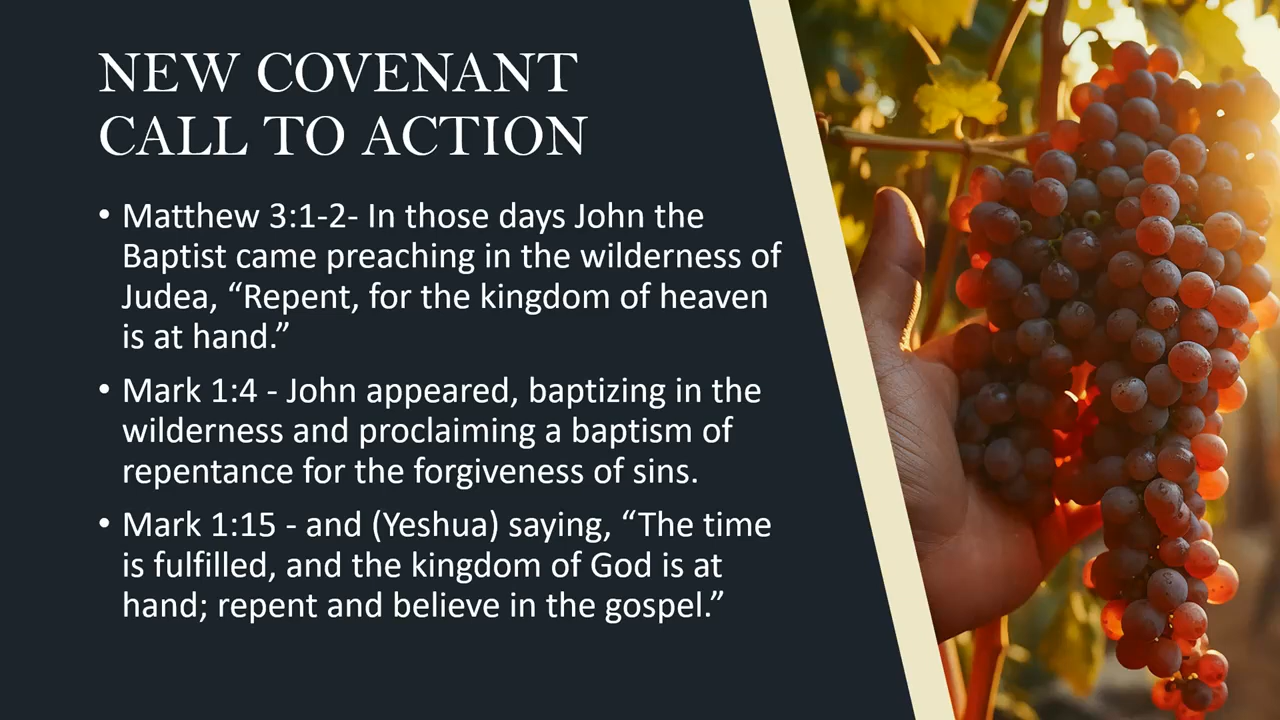 NEW COVENANT
CALL TO ACTION
• Matthew 3:1-2- In those days John the
Baptist came preaching in the wilderness of
Judea, “Repent, for the kingdom of heaven
is at hand.”
• Mark 1:4 - John appeared, baptizing in the
wilderness and proclaiming a baptism of
repentance for the forgiveness of sins.
• Mark 1:15 - and (Yeshua) saying, “The time
is fulfilled, and the kingdom of God is at
hand; repent and believe in the gospel.”